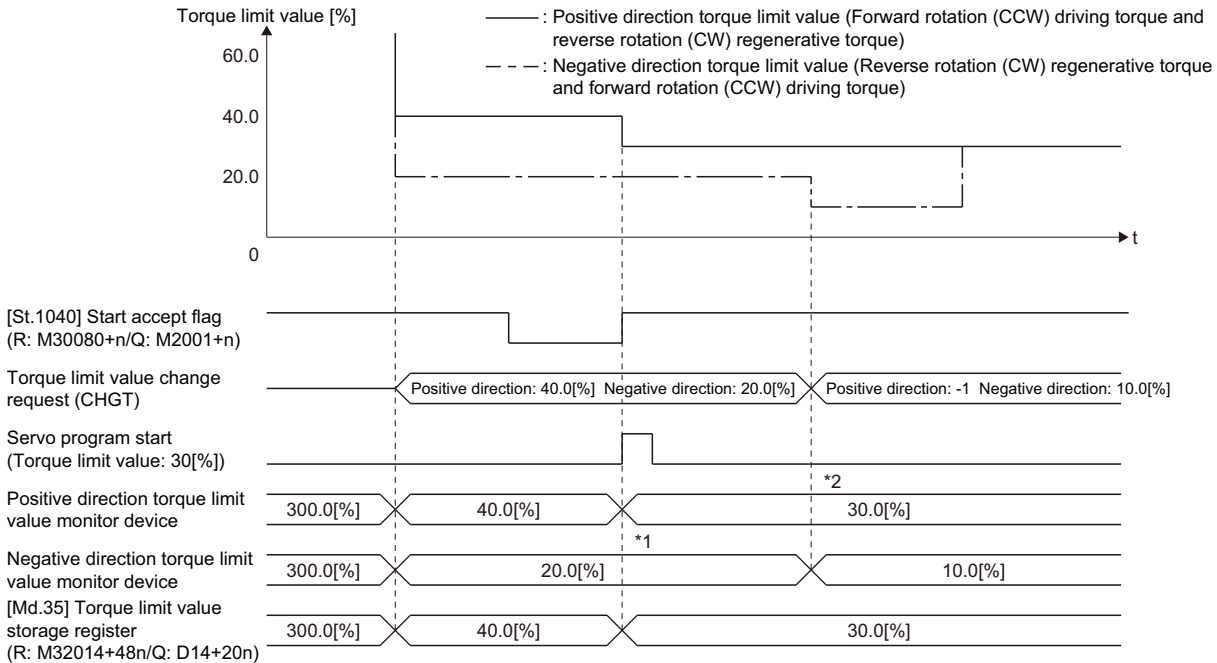 Torque limit value [%]
: Positive direction torque limit value (Forward rotation (CCW) driving torque and
reverse rotation (CW) regenerative torque)
: Negative direction torque limit value (Reverse rotation (CW) regenerative torque
and forward rotation (CCW) driving torque)
60.0
40.0
20.0
0
t
[St.1040] Start accept flag
(R: M30080+n/Q: M2001+n)
Torque limit value change
request (CHGT)
Positive direction: 40.0[%] Negative direction: 20.0[%]
Positive direction: -1 Negative direction: 10.0[%]
Servo program start
(Torque limit value: 30[%])
*2
Positive direction torque limit
value monitor device
300.0[%]
40.0[%]
30.0[%]
*1
Negative direction torque limit
value monitor device
300.0[%]
20.0[%]
10.0[%]
[Md.35] Torque limit value
storage register
(R: M32014+48n/Q: D14+20n)
300.0[%]
40.0[%]
30.0[%]